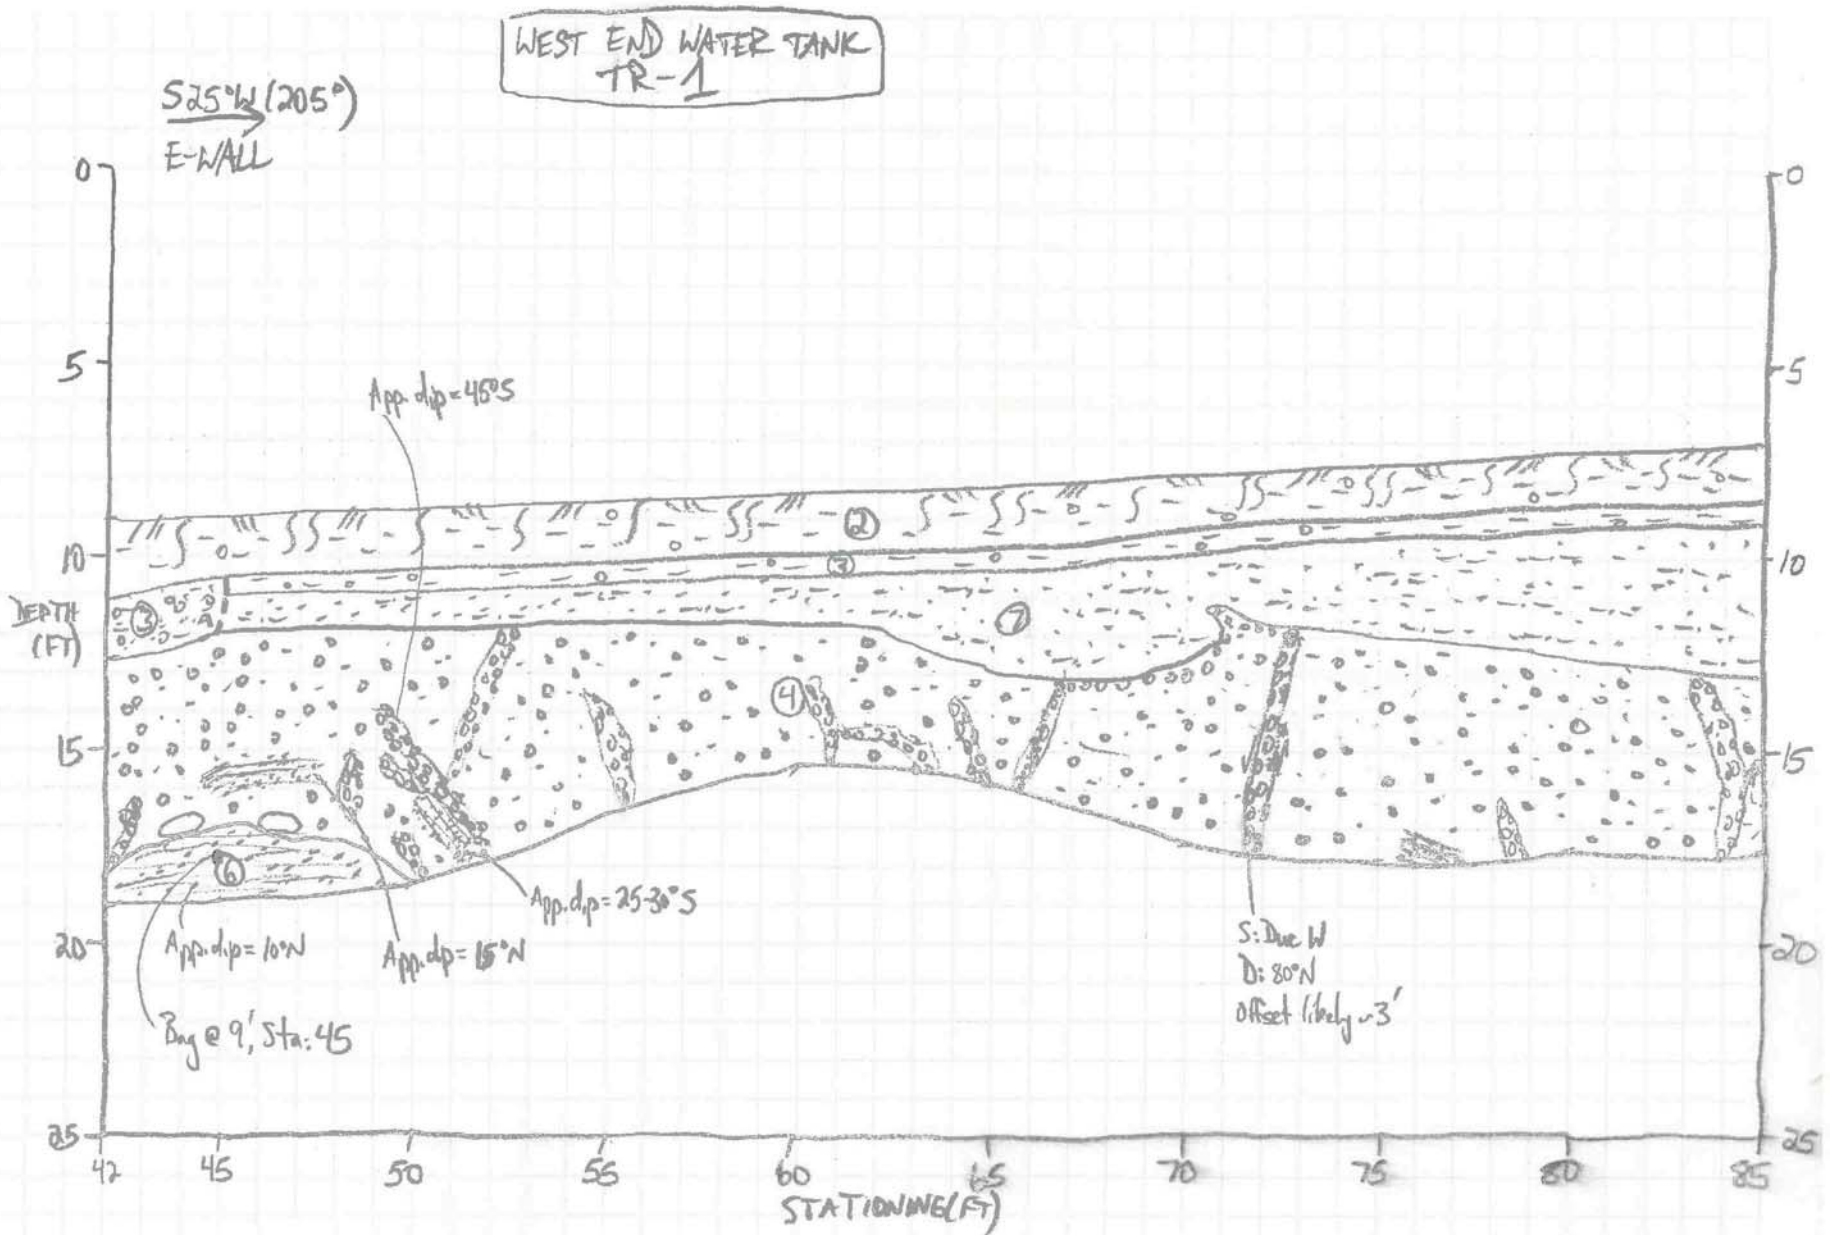 WEST END WATER TANK
TR-1
S25°W (205°)
E-WALL
0
0
5
5
App. dip = 45°S
2
10
3
10
DEPTH
(FT)
3
7
4
15
15
6
App. dip = 25-30°S
App. dip = 10°N
App. dip = 15°N
20
S: Due W
20
D: 80°N
Offset likely ~3'
Bag @ 9', Sta: 45
25
25
42
45
50
55
60
65
70
75
80
85
STATIONING (FT)